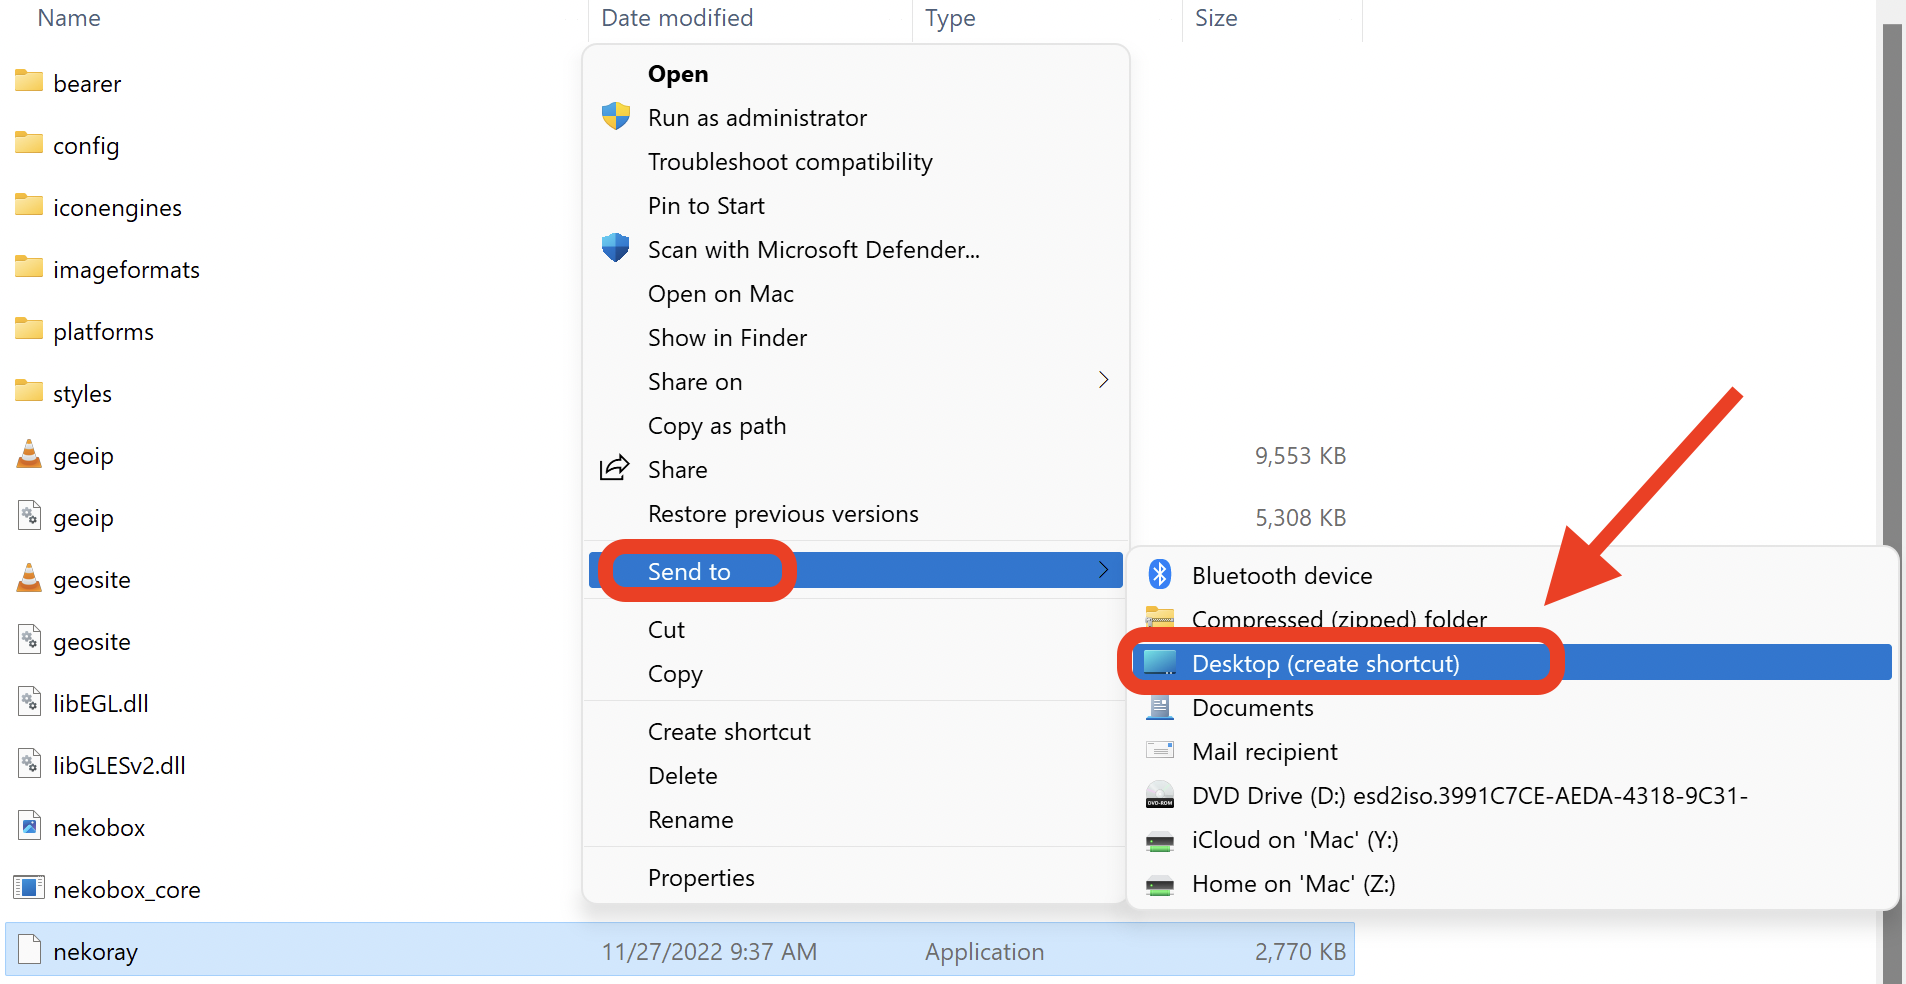 Name Date modified Type Size
bearer
config
iconengines
imageformats
platforms
styles
geoip 9,553 KB
geoip 5,308 KB
geosite
geosite
libEGL.dll
libGLESv2.dll
nekobox
nekobox_core
nekoray 11/27/2022 9:37 AM Application 2,770 KB
Open
Run as administrator
Troubleshoot compatibility
Pin to Start
Scan with Microsoft Defender...
Open on Mac
Show in Finder
Share on
Copy as path
Share
Restore previous versions
Send to
Cut
Copy
Create shortcut
Delete
Rename
Properties
Bluetooth device
Compressed (zipped) folder
Desktop (create shortcut)
Documents
Mail recipient
DVD-ROM
DVD Drive (D:) esd2iso.3991C7CE-AEDA-4318-9C31-
iCloud on 'Mac' (Y:)
Home on 'Mac' (Z:)